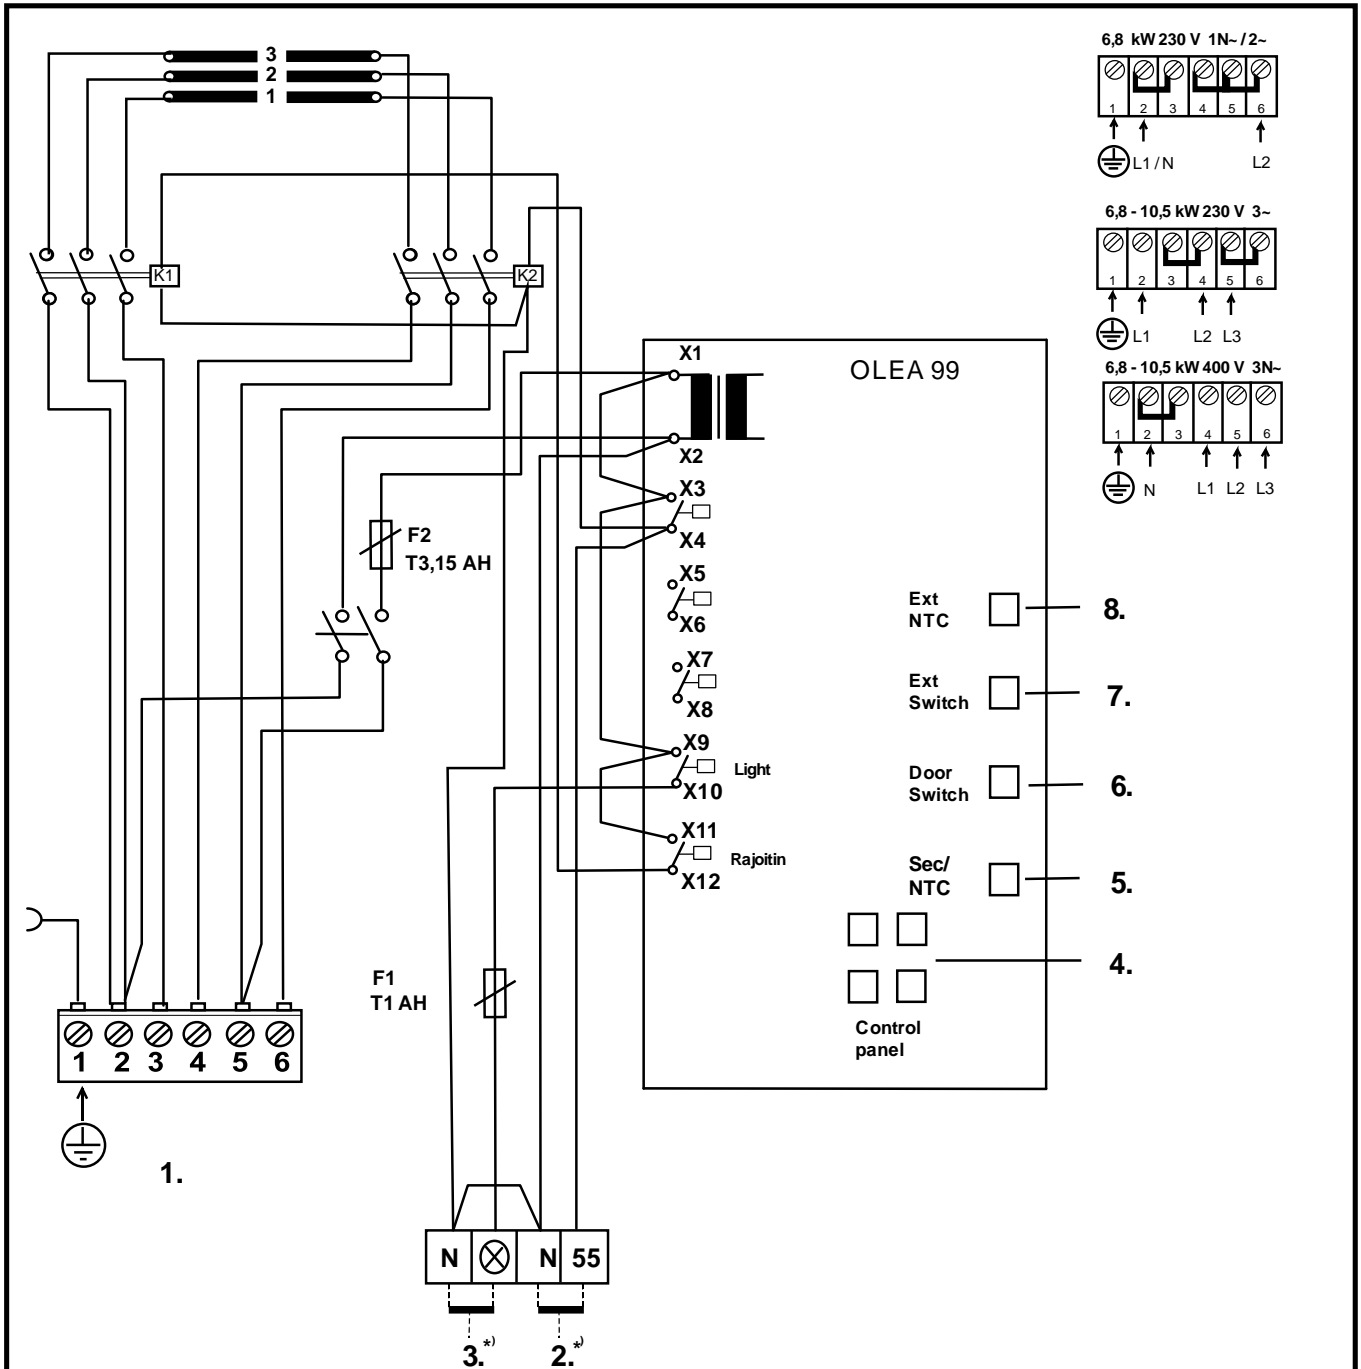 3
2
1
K1
K2
6,8 kW 230 V 1N~ / 2~
1 2 3 4 5 6
L1 / N L2
6,8 - 10,5 kW 230 V 3~
1 2 3 4 5 6
L1 L2 L3
6,8 - 10,5 kW 400 V 3N~
1 2 3 4 5 6
N L1 L2 L3
OLEA 99
X1
X2
X3
X4
X5
X6
X7
X8
X9
Light
X10
X11
Rajoitin
X12
F2
T3,15 AH
Ext
NTC
8.
Ext
Switch
7.
Door
Switch
6.
Sec/
NTC
5.
4.
Control
panel
F1
T1 AH
1 2 3 4 5 6
1.
N N 55
3.*) 2.*)